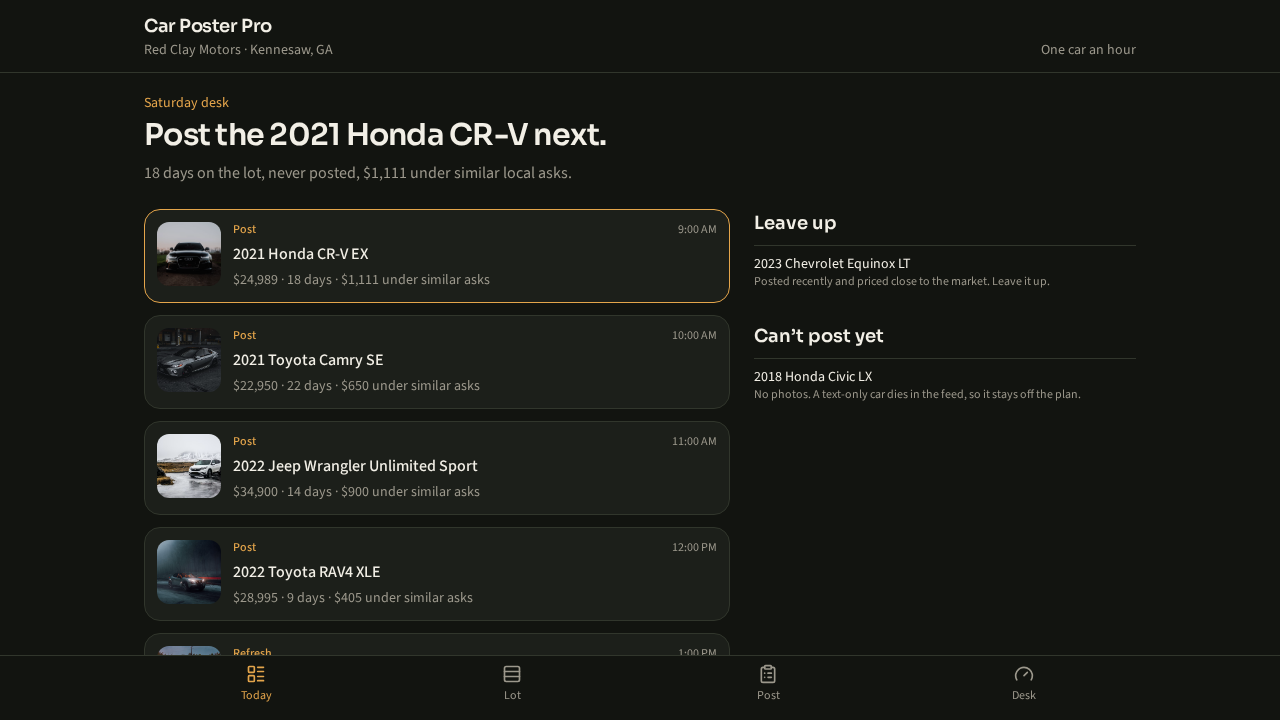 Car Poster Pro
Red Clay Motors · Kennesaw, GA
One car an hour
Saturday desk
Post the 2021 Honda CR-V next.
18 days on the lot, never posted, $1,111 under similar local asks.
Post
9:00 AM
2021 Honda CR-V EX
$24,989 · 18 days · $1,111 under similar asks
Post
10:00 AM
2021 Toyota Camry SE
$22,950 · 22 days · $650 under similar asks
Post
11:00 AM
2022 Jeep Wrangler Unlimited Sport
$34,900 · 14 days · $900 under similar asks
Post
12:00 PM
2022 Toyota RAV4 XLE
$28,995 · 9 days · $405 under similar asks
Refresh
1:00 PM
Leave up
2023 Chevrolet Equinox LT
Posted recently and priced close to the market. Leave it up.
Can’t post yet
2018 Honda Civic LX
No photos. A text-only car dies in the feed, so it stays off the plan.
Today
Lot
Post
Desk